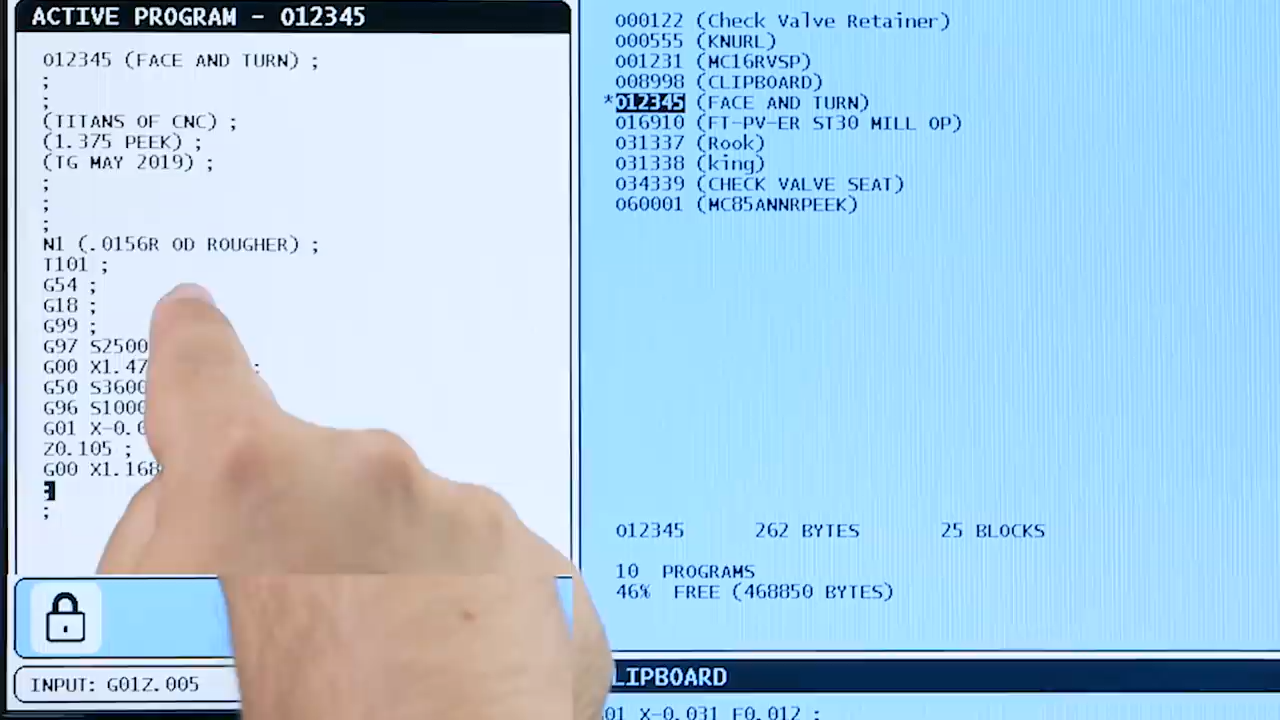 ACTIVE PROGRAM - O12345
O12345 (FACE AND TURN) ;
;
;
(TITANS OF CNC) ;
(1.375 PEEK) ;
(TG MAY 2019) ;
;
;
;
N1 (.0156R OD ROUGHER) ;
T101 ;
G54 ;
G18 ;
G99 ;
G97 S2500
G00 X1.47 ;
G50 S3600
G96 S1000
G01 X-0.0
Z0.105 ;
G00 X1.168
;
;
INPUT: G01Z.005
O00122 (Check Valve Retainer)
O00555 (KNURL)
O01231 (MC16RVSP)
O08998 (CLIPBOARD)
*O12345 (FACE AND TURN)
O16910 (FT-PV-ER ST30 MILL OP)
O31337 (Rook)
O31338 (king)
O34339 (CHECK VALVE SEAT)
O60001 (MC85ANNRPEEK)
O12345 262 BYTES 25 BLOCKS
10 PROGRAMS
46% FREE (468850 BYTES)
LIPBOARD
01 X-0.031 F0.012 ;